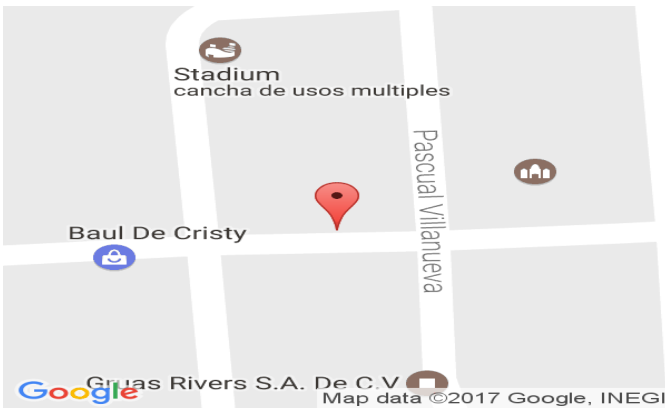 Stadium
cancha de usos multiples
Pascual Villanueva
Baul De Cristy
Gruas Rivers S.A. De C.V
Google
Map data ©2017 Google, INEGI